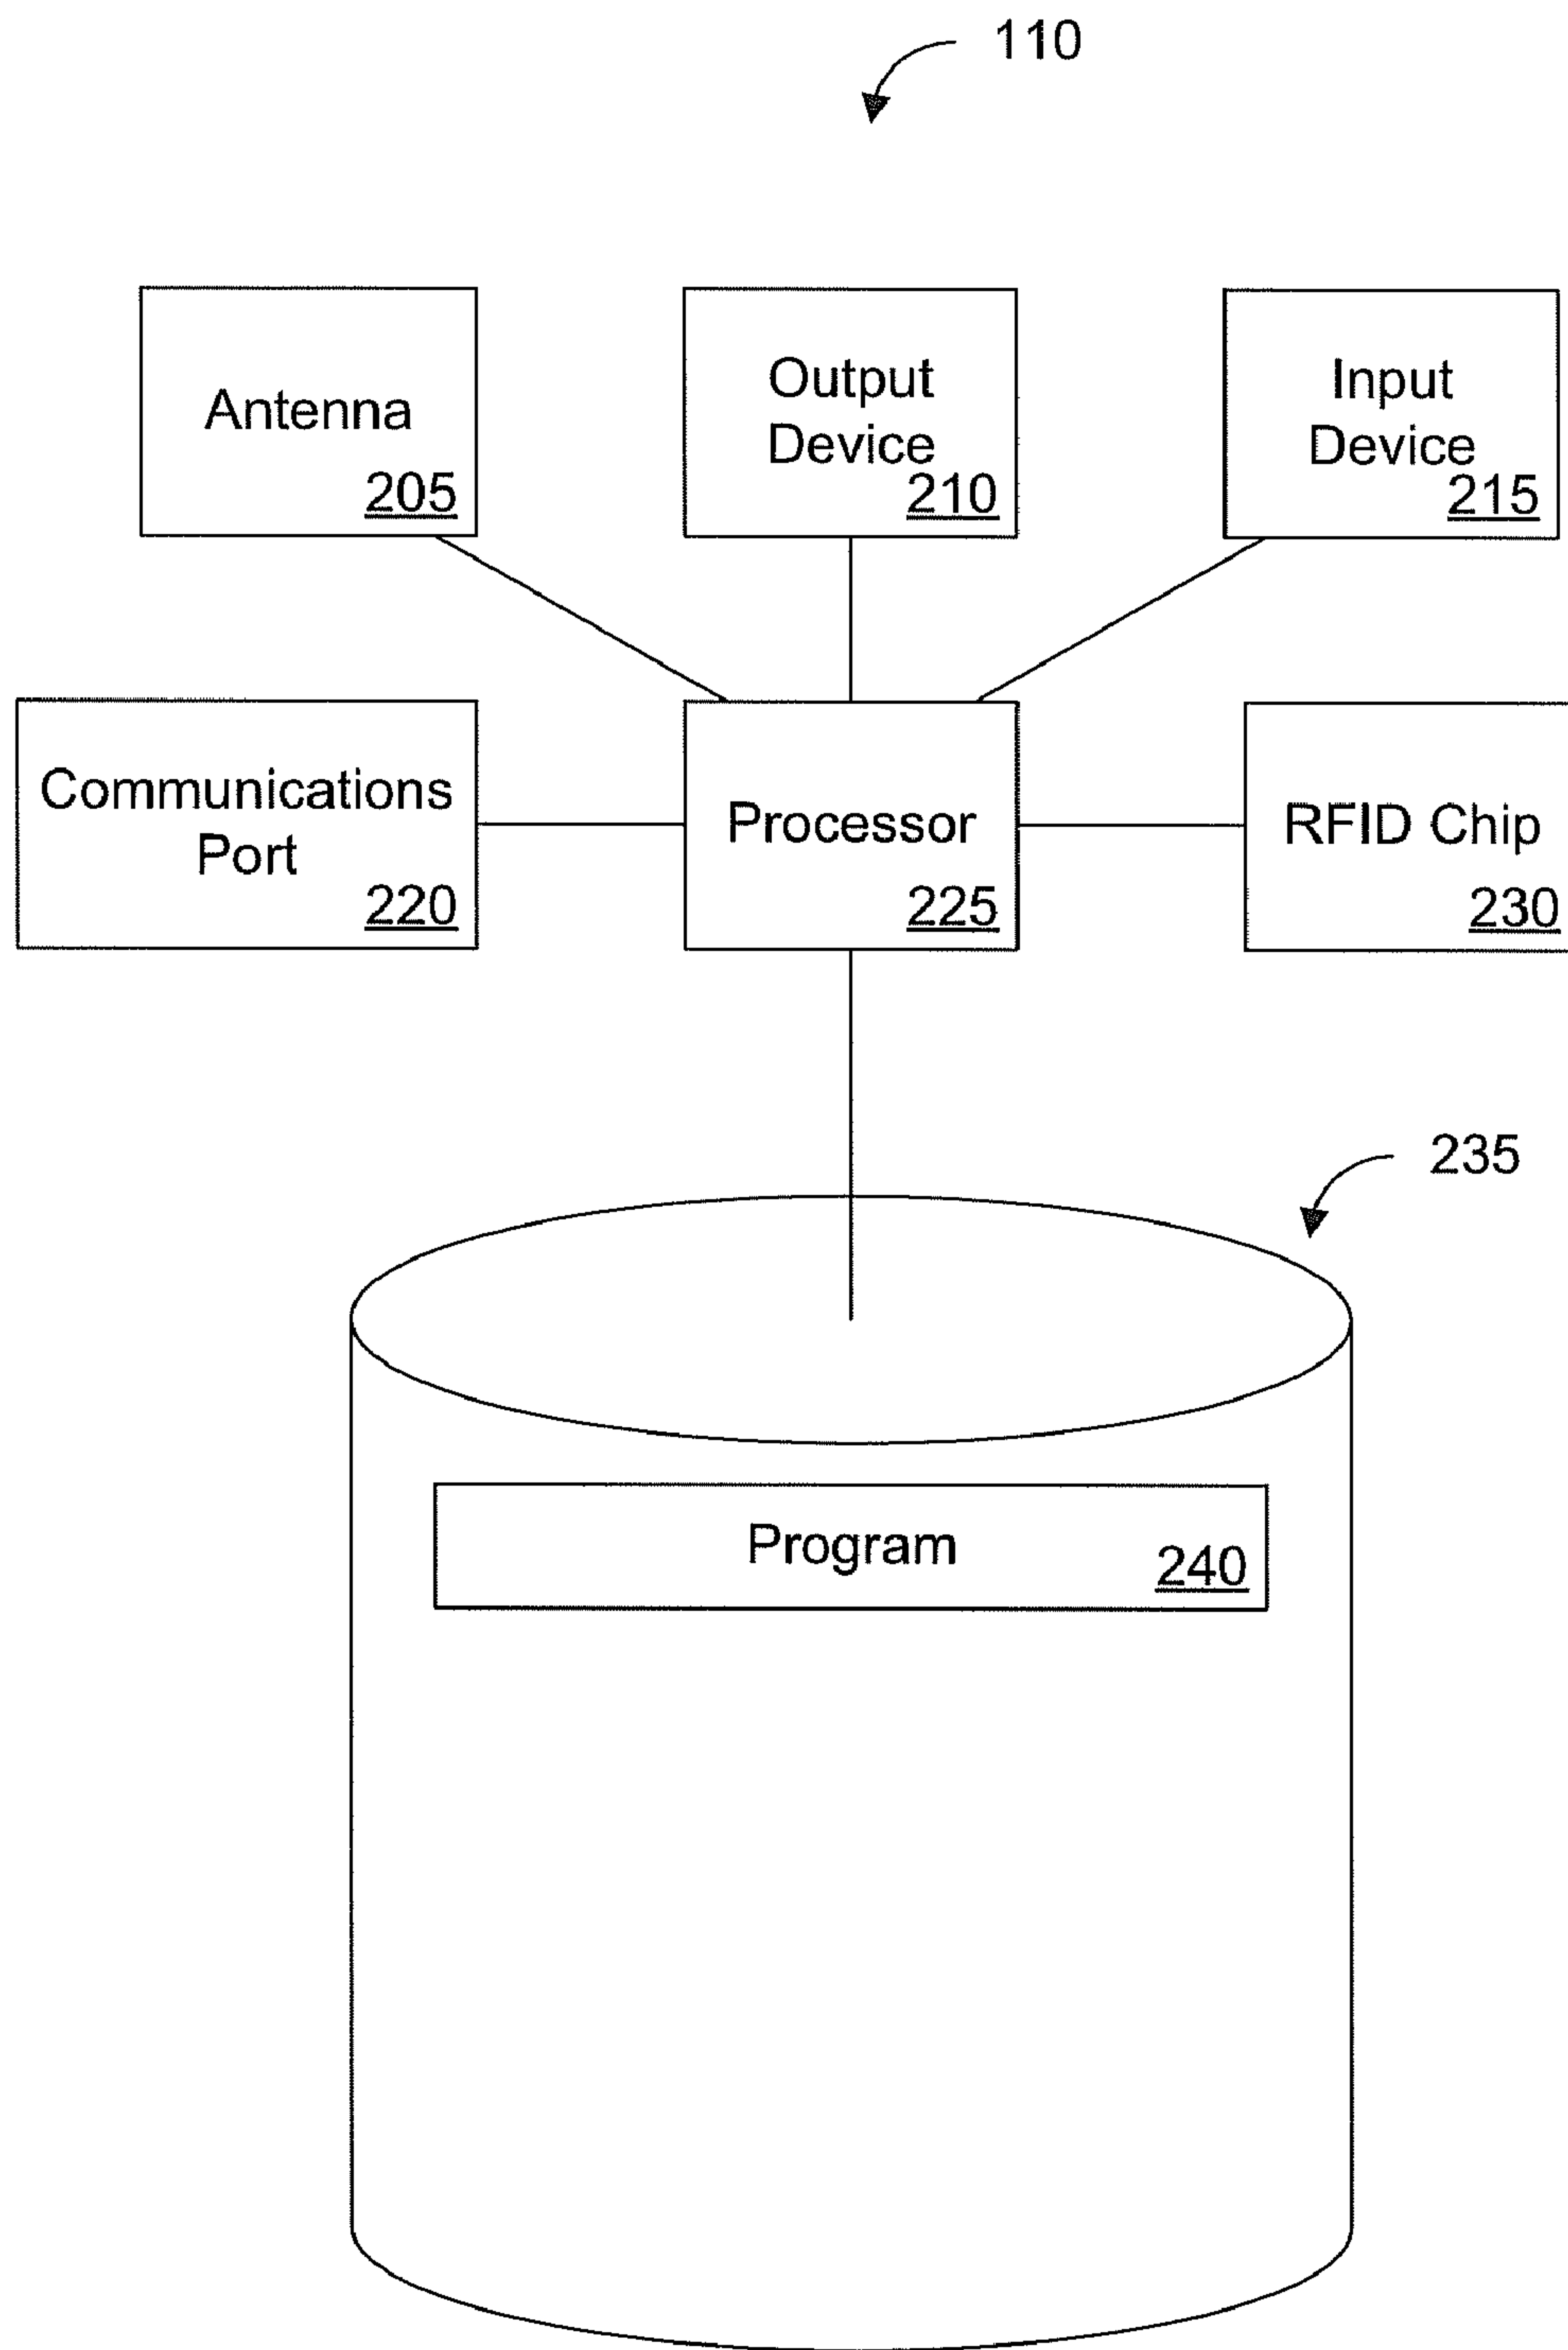 110
Antenna
205
Output
Device
210
Input
Device
215
Communications
Port
220
Processor
225
RFID Chip
230
235
Program
240